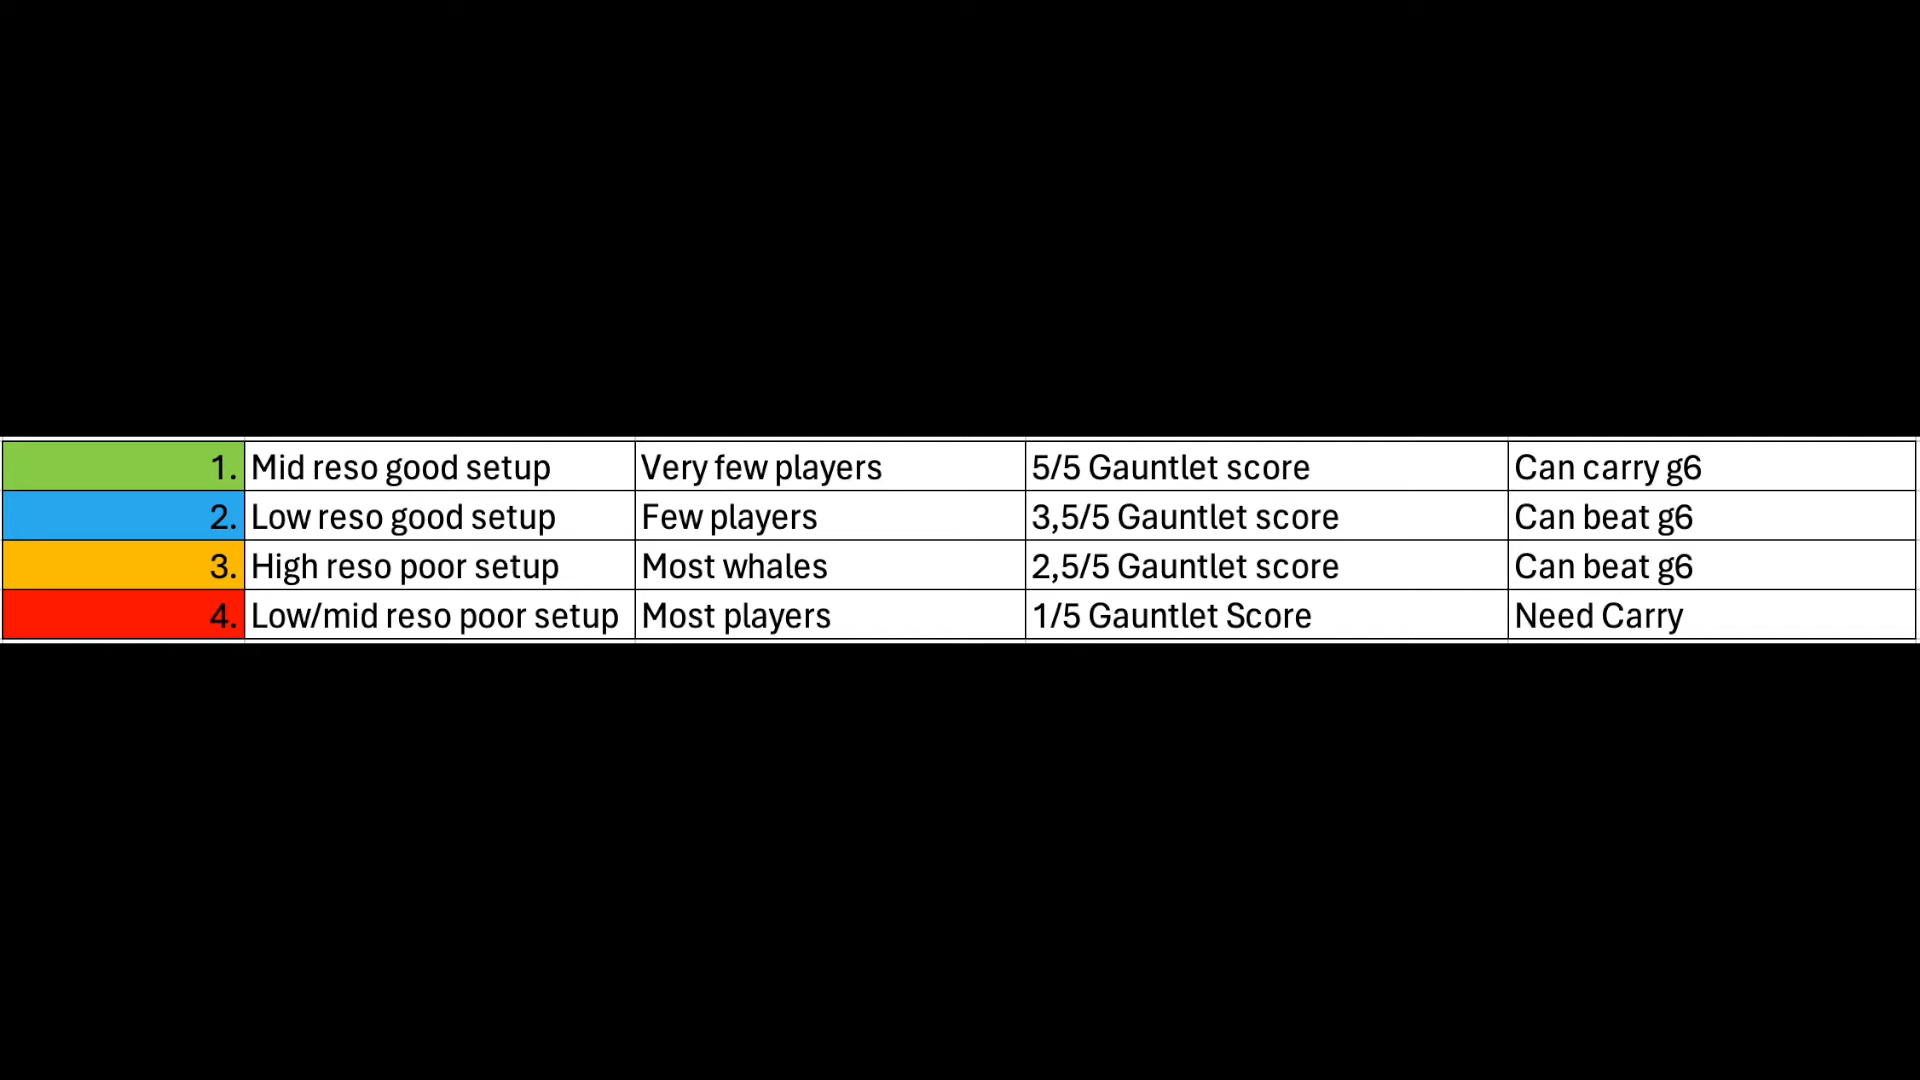 1. Mid reso good setup Very few players 5/5 Gauntlet score Can carry g6
2. Low reso good setup Few players 3,5/5 Gauntlet score Can beat g6
3. High reso poor setup Most whales 2,5/5 Gauntlet score Can beat g6
4. Low/mid reso poor setup Most players 1/5 Gauntlet Score Need Carry